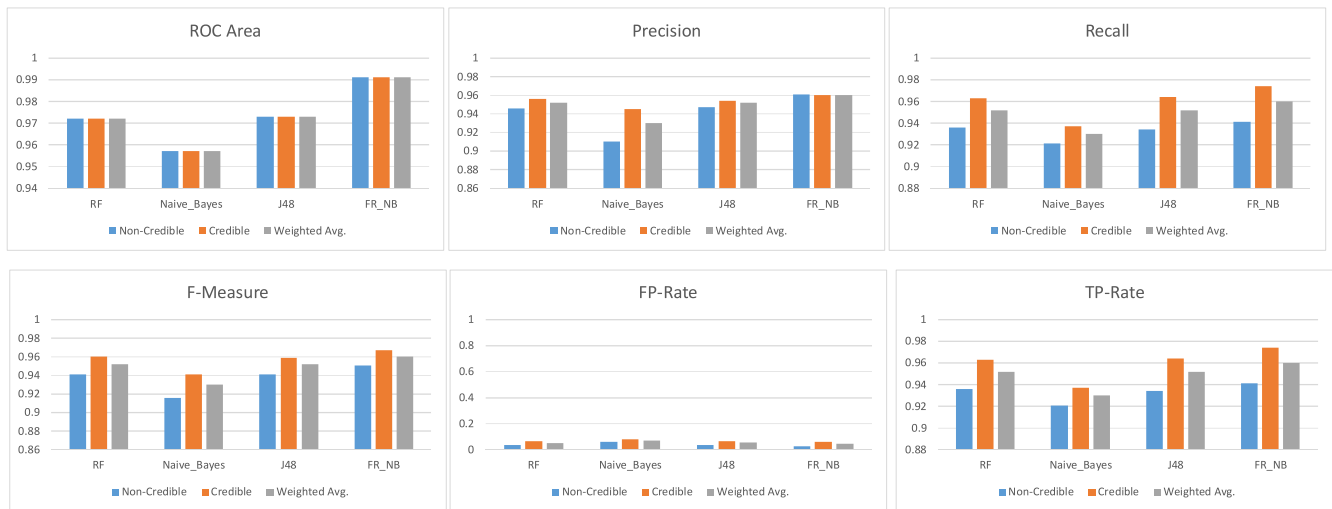 ROC Area
1
0.99
0.98
0.97
0.96
0.95
0.94
RF Naive_Bayes J48 FR_NB
Non-Credible Credible Weighted Avg.
Precision
1
0.98
0.96
0.94
0.92
0.9
0.88
0.86
RF Naive_Bayes J48 FR_NB
Non-Credible Credible Weighted Avg.
Recall
1
0.98
0.96
0.94
0.92
0.9
0.88
RF Naive_Bayes J48 FR_NB
Non-Credible Credible Weighted Avg.
F-Measure
1
0.98
0.96
0.94
0.92
0.9
0.88
0.86
RF Naive_Bayes J48 FR_NB
Non-Credible Credible Weighted Avg.
FP-Rate
1
0.8
0.6
0.4
0.2
0
RF Naive_Bayes J48 FR_NB
Non-Credible Credible Weighted Avg.
TP-Rate
1
0.98
0.96
0.94
0.92
0.9
0.88
RF Naive_Bayes J48 FR_NB
Non-Credible Credible Weighted Avg.